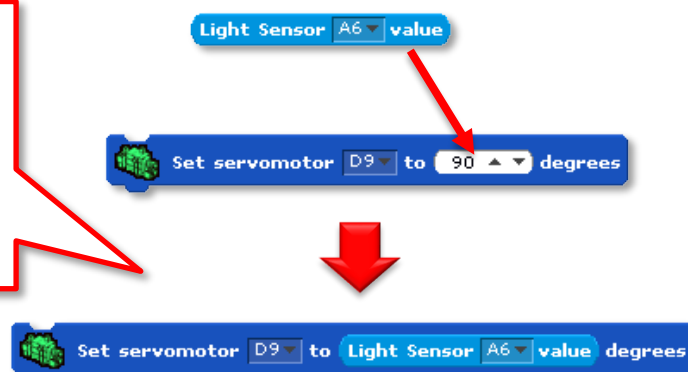 Light Sensor A6 value
Set servomotor D9 to 90 degrees
Set servomotor D9 to Light Sensor A6 value degrees